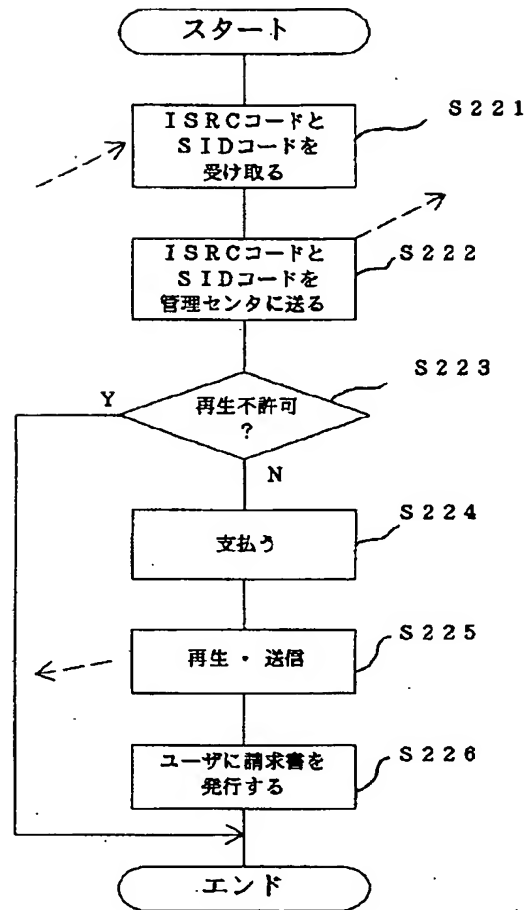 スタート
ISRCコードと
SIDコードを
受け取る
S221
ISRCコードと
SIDコードを
管理センタに送る
S222
再生不許可
?
S223
Y
N
支払う
S224
再生・送信
S225
ユーザに請求書を
発行する
S226
エンド